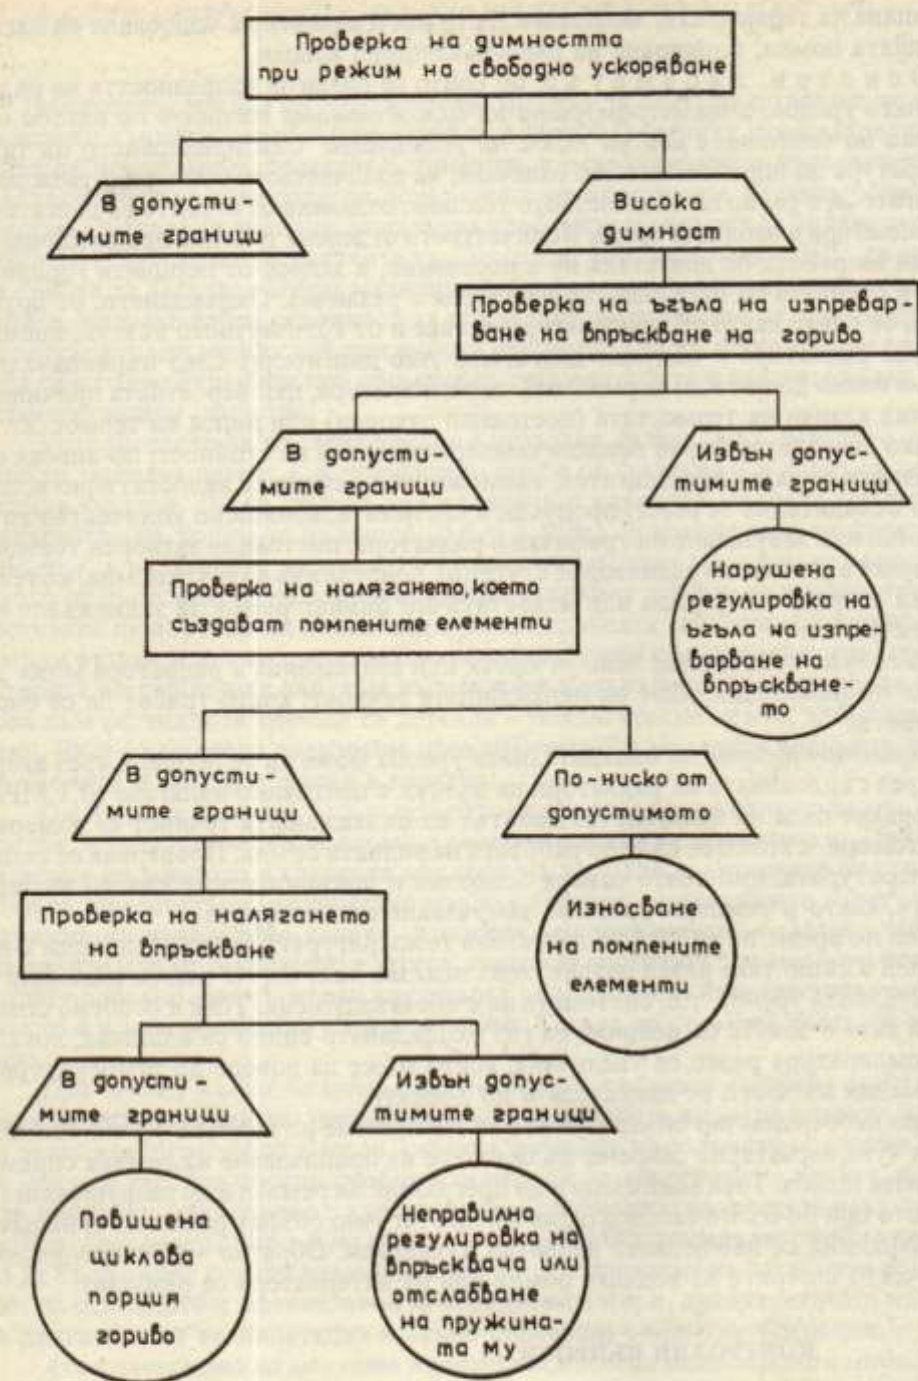 Проверка на димността
при режим на свободно ускоряване
В допусти-
мите граници
Висока
димност
Проверка на ъгъла на изпревар-
ване на впръскване на гориво
В допусти-
мите граници
Извън допус-
тимите граници
Проверка на налягането, което
създават помпените елементи
Нарушена
регулировка на
ъгъла на изпре-
варване на
впръскване-
то
В допусти-
мите граници
По-ниско от
допустимото
Проверка на налягането
на впръскване
Износване
на помпените
елементи
В допусти-
мите граници
Извън допус-
тимите граници
Повишена
циклова
порция
гориво
Неправилна
регулировка на
впръсквача или
отслабване
на пружина-
та му